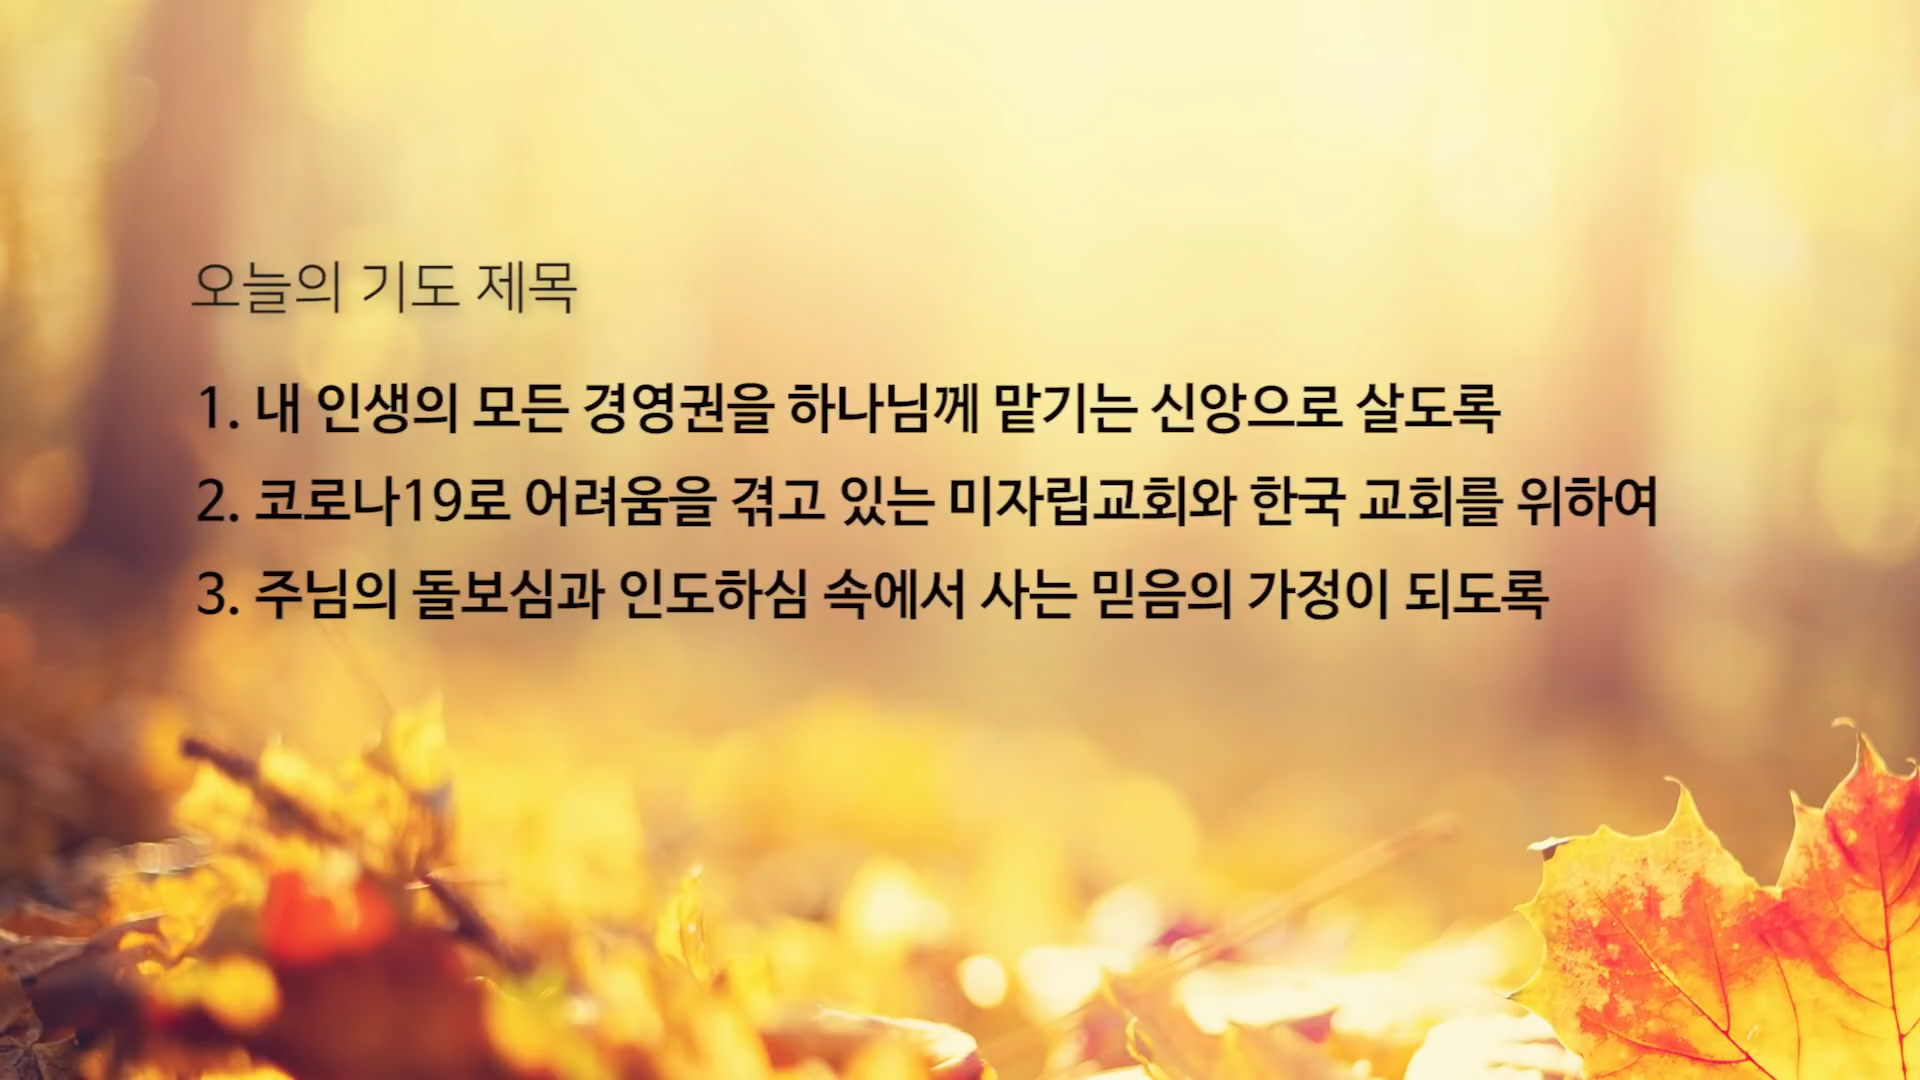 오늘의 기도 제목
1. 내 인생의 모든 경영권을 하나님께 맡기는 신앙으로 살도록
2. 코로나19로 어려움을 겪고 있는 미자립교회와 한국 교회를 위하여
3. 주님의 돌보심과 인도하심 속에서 사는 믿음의 가정이 되도록